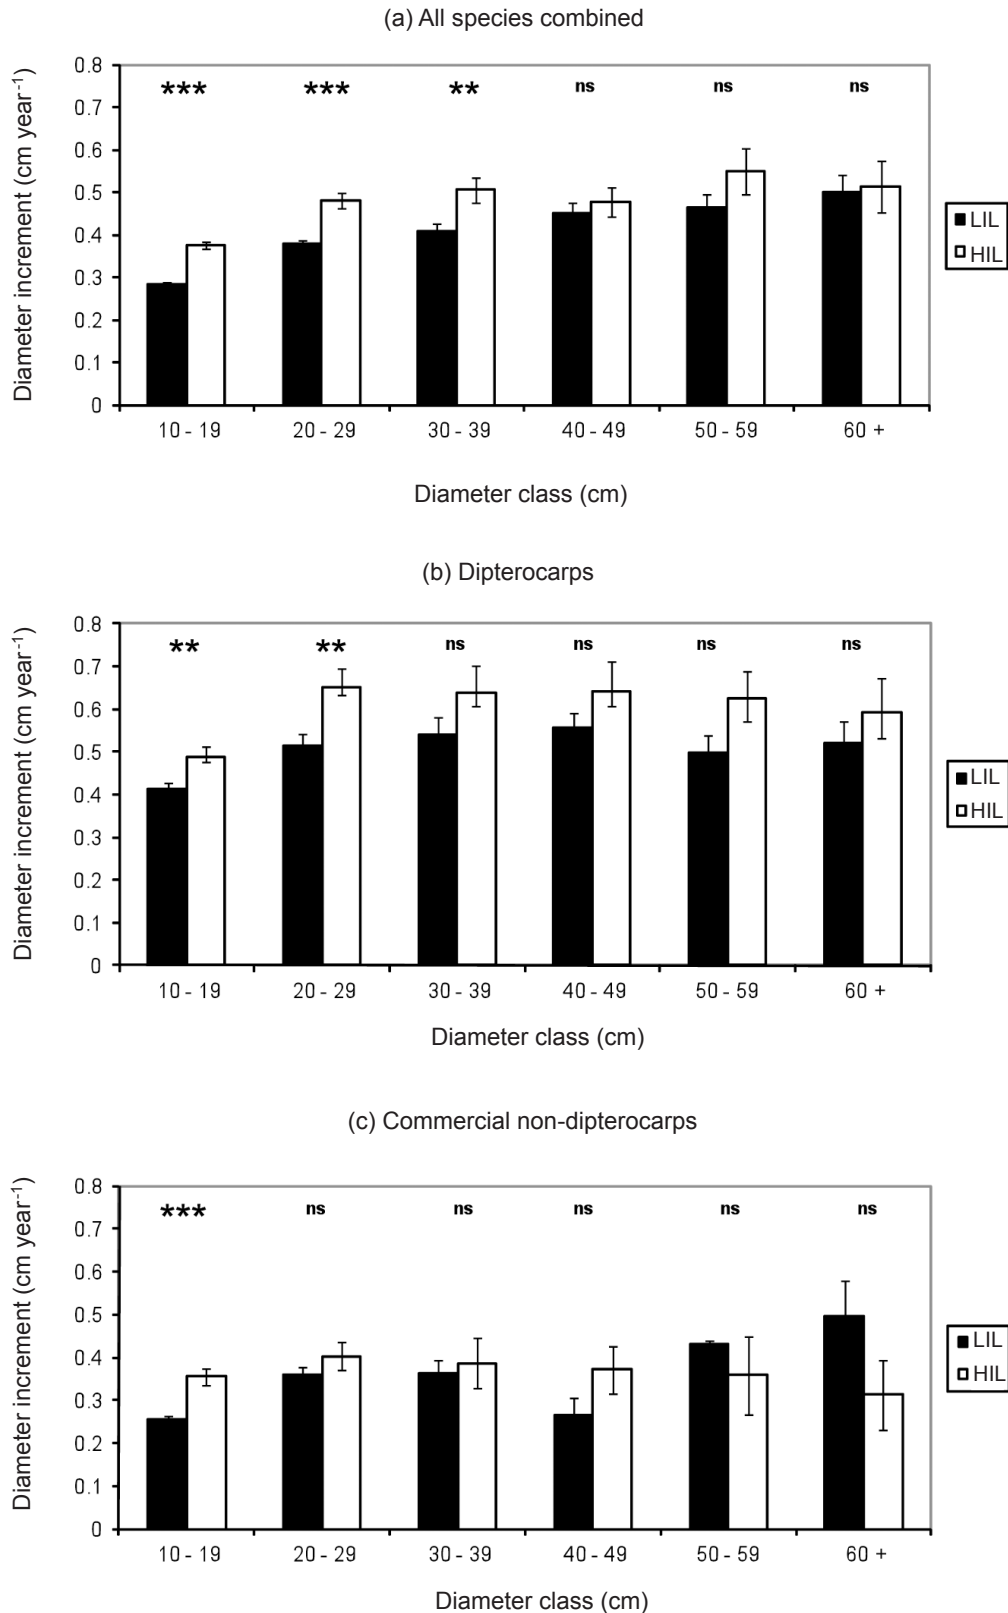 (a) All species combined
Diameter increment (cm year-1)
0.8
0.7
0.6
0.5
0.4
0.3
0.2
0.1
0
*** *** ** ns ns ns
LIL
HIL
10 - 19 20 - 29 30 - 39 40 - 49 50 - 59 60 +
Diameter class (cm)
(b) Dipterocarps
Diameter increment (cm year-1)
0.8
0.7
0.6
0.5
0.4
0.3
0.2
0.1
0
** ** ns ns ns ns
LIL
HIL
10 - 19 20 - 29 30 - 39 40 - 49 50 - 59 60 +
Diameter class (cm)
(c) Commercial non-dipterocarps
Diameter increment (cm year-1)
0.8
0.7
0.6
0.5
0.4
0.3
0.2
0.1
0
*** ns ns ns ns ns
LIL
HIL
10 - 19 20 - 29 30 - 39 40 - 49 50 - 59 60 +
Diameter class (cm)